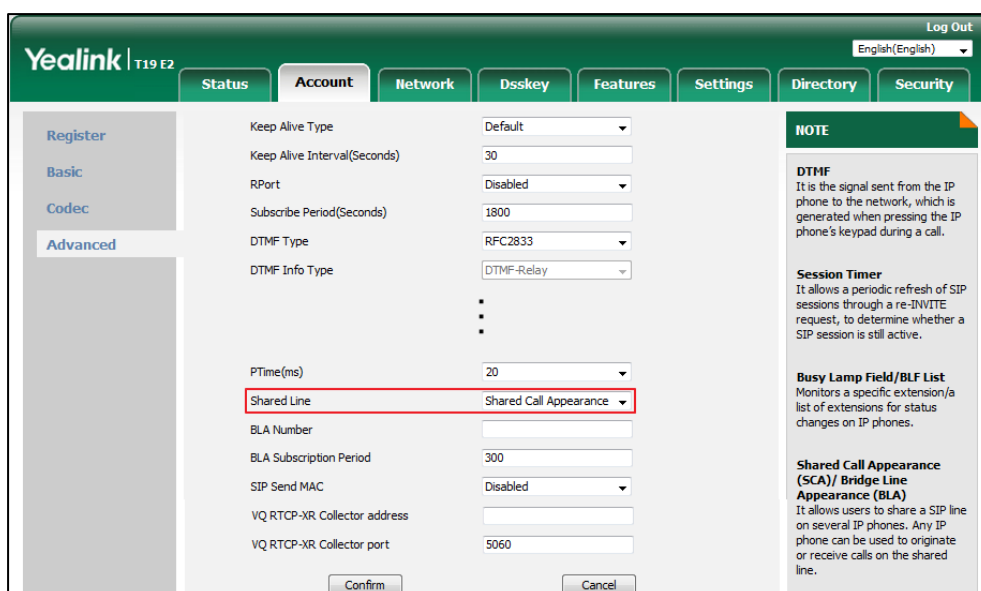 Log Out
English(English)
Yealink | T19 E2
Status
Account
Network
Dsskey
Features
Settings
Directory
Security
Register
Basic
Codec
Advanced
Keep Alive Type Default
Keep Alive Interval(Seconds) 30
RPort Disabled
Subscribe Period(Seconds) 1800
DTMF Type RFC2833
DTMF Info Type DTMF-Relay
PTime(ms) 20
Shared Line Shared Call Appearance
BLA Number
BLA Subscription Period 300
SIP Send MAC Disabled
VQ RTCP-XR Collector address
VQ RTCP-XR Collector port 5060
Confirm Cancel
NOTE
DTMF
It is the signal sent from the IP
phone to the network, which is
generated when pressing the IP
phone's keypad during a call.
Session Timer
It allows a periodic refresh of SIP
sessions through a re-INVITE
request, to determine whether a
SIP session is still active.
Busy Lamp Field/BLF List
Monitors a specific extension/a
list of extensions for status
changes on IP phones.
Shared Call Appearance
(SCA)/ Bridge Line
Appearance (BLA)
It allows users to share a SIP line
on several IP phones. Any IP
phone can be used to originate
or receive calls on the shared
line.